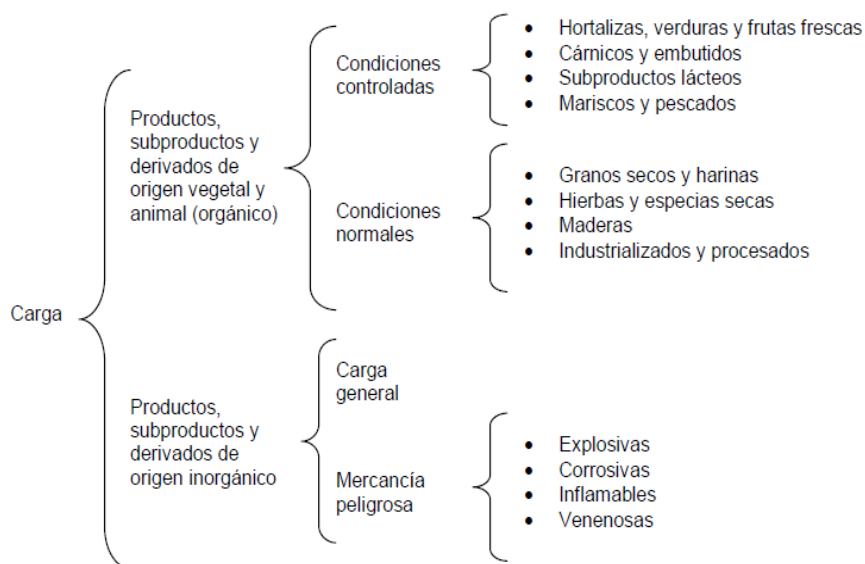 Carga
Productos,
subproductos y
derivados de
origen vegetal y
animal (orgánico)
Condiciones
controladas
• Hortalizas, verduras y frutas frescas
• Cárnicos y embutidos
• Subproductos lácteos
• Mariscos y pescados
Condiciones
normales
• Granos secos y harinas
• Hierbas y especias secas
• Maderas
• Industrializados y procesados
Productos,
subproductos y
derivados de
origen inorgánico
Carga
general
Mercancía
peligrosa
• Explosivas
• Corrosivas
• Inflamables
• Venenosas